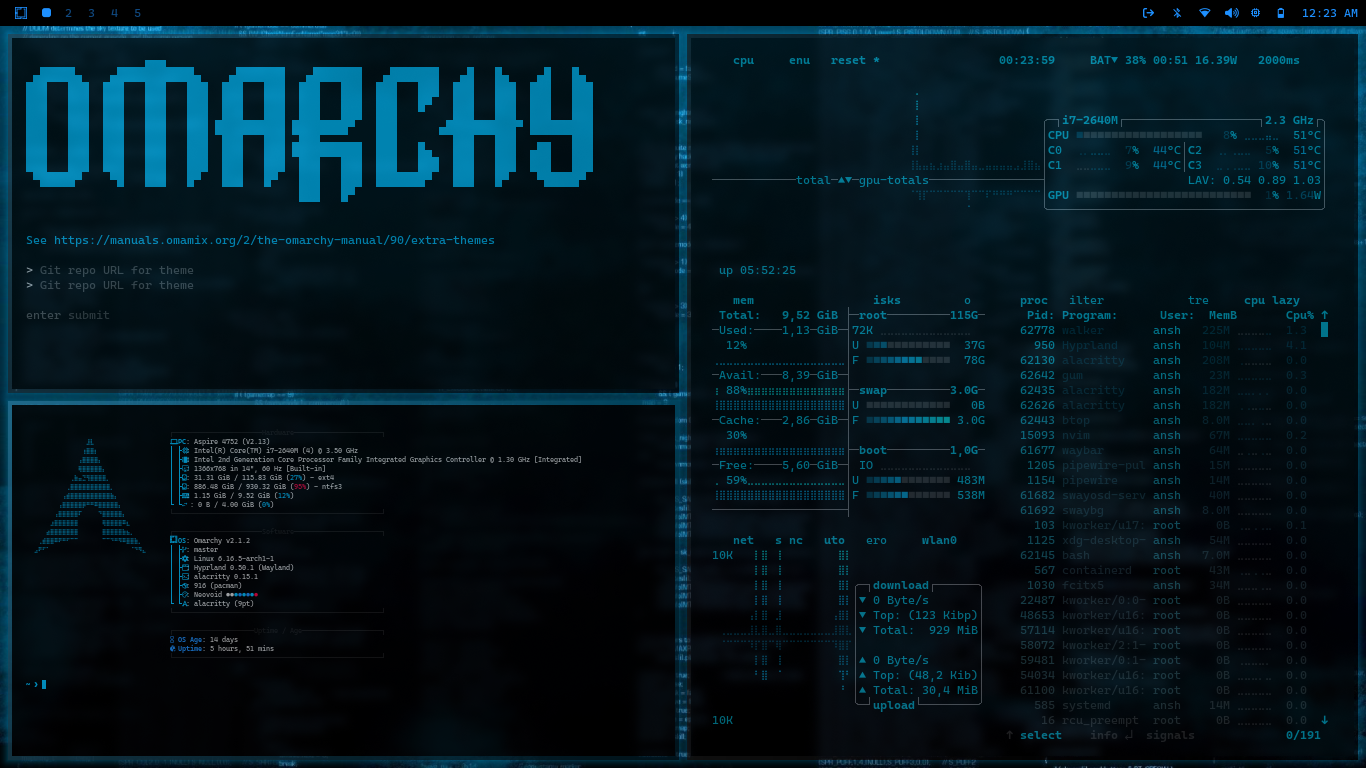 2 3 4 5
12:23 AM
OMARCHY
See https://manuals.omamix.org/2/the-omarchy-manual/90/extra-themes
> Git repo URL for theme
> Git repo URL for theme
enter submit
PC: Aspire 4752 (V2.13)
Intel(R) Core(TM) i7-2640M (4) @ 3.50 GHz
Intel 2nd Generation Core Processor Family Integrated Graphics Controller @ 1.30 GHz [Integrated]
1366x768 in 14", 60 Hz [Built-in]
31.31 GiB / 115.83 GiB (27%) - ext4
886.48 GiB / 930.32 GiB (95%) - ntfs3
1.15 GiB / 9.52 GiB (12%)
: 0 B / 4.00 GiB (0%)
OS: Omarchy v2.1.2
: master
Linux 6.16.5-arch1-1
Hyprland 0.50.1 (Wayland)
alacritty 0.15.1
916 (pacman)
Neovoid
alacritty (9pt)
OS Age: 14 days
Uptime: 5 hours, 51 mins
~ ›
cpu enu reset * 00:23:59 BAT▼ 38% 00:51 16.39W 2000ms
i7-2640M 2.3 GHz
CPU 8% 51°C
C0 7% 44°C C2 5% 51°C
C1 9% 44°C C3 10% 51°C
total ▲▼ gpu-totals LAV: 0.54 0.89 1.03
GPU 1% 1.64W
up 05:52:25
mem
Total: 9,52 GiB
Used: 1,13 GiB
12%
Avail: 8,39 GiB
88%
Cache: 2,86 GiB
30%
Free: 5,60 GiB
59%
isks o
root 115G
72K
U 37G
F 78G
swap 3.0G
U 0B
F 3.0G
boot 1,0G
IO
U 483M
F 538M
net s nc uto ero wlan0
10K
download
▼ 0 Byte/s
▼ Top: (123 Kibp)
▼ Total: 929 MiB
▲ 0 Byte/s
▲ Top: (48,2 Kib)
▲ Total: 30,4 MiB
upload
10K
proc ilter tre cpu lazy
Pid: Program: User: MemB Cpu% ↑
62778 walker ansh 225M 1.3
950 Hyprland ansh 104M 0.1
62130 alacritty ansh 208M 0.0
62642 gum ansh 23M 0.3
62435 alacritty ansh 182M 0.0
62626 alacritty ansh 182M 0.0
62443 btop ansh 8.0M 0.0
15093 nvim ansh 67M 0.2
61677 waybar ansh 64M 0.0
1205 pipewire-pul ansh 15M 0.0
1154 pipewire ansh 14M 0.0
61682 swayosd-serv ansh 40M 0.0
61692 swaybg ansh 8.0M 0.0
103 kworker/u17: root 0B 0.1
1125 xdg-desktop- ansh 54M 0.0
62145 bash ansh 7.0M 0.0
567 containerd root 43M 0.0
1030 fcitx5 ansh 34M 0.0
22487 kworker/0:0- root 0B 0.0
48653 kworker/u16: root 0B 0.0
57114 kworker/u16: root 0B 0.0
58072 kworker/2:1- root 0B 0.0
59481 kworker/0:1- root 0B 0.0
54034 kworker/u16: root 0B 0.0
61100 kworker/u16: root 0B 0.0
585 systemd ansh 14M 0.0
16 rcu_preempt root 0B 0.0 ↓
↑ select info ↲ signals 0/191